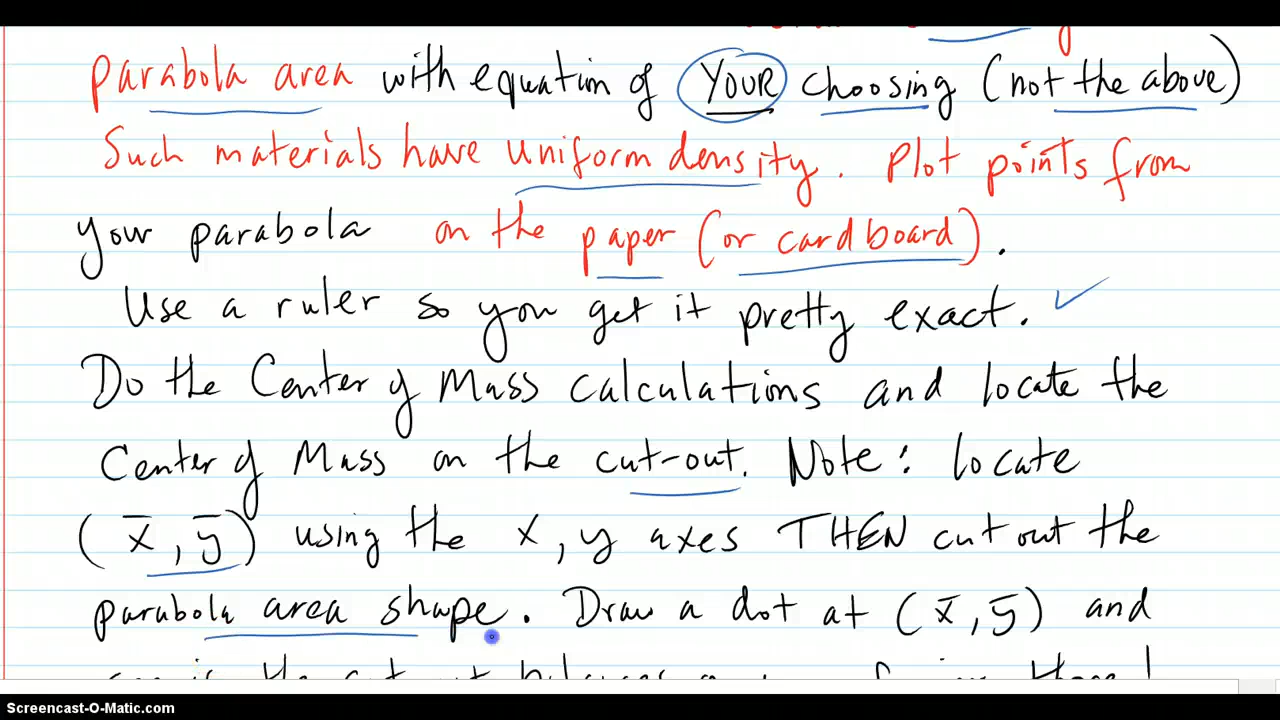 parabola area with equation of YOUR choosing (not the above)
Such materials have uniform density. Plot points from
your parabola on the paper (or cardboard).
Use a ruler so you get it pretty exact.
Do the Center of Mass calculations and locate the
Center of Mass on the cut-out. Note: locate
(x̄, ȳ) using the x, y axes THEN cut out the
parabola area shape. Draw a dot at (x̄, ȳ) and
Screencast-O-Matic.com